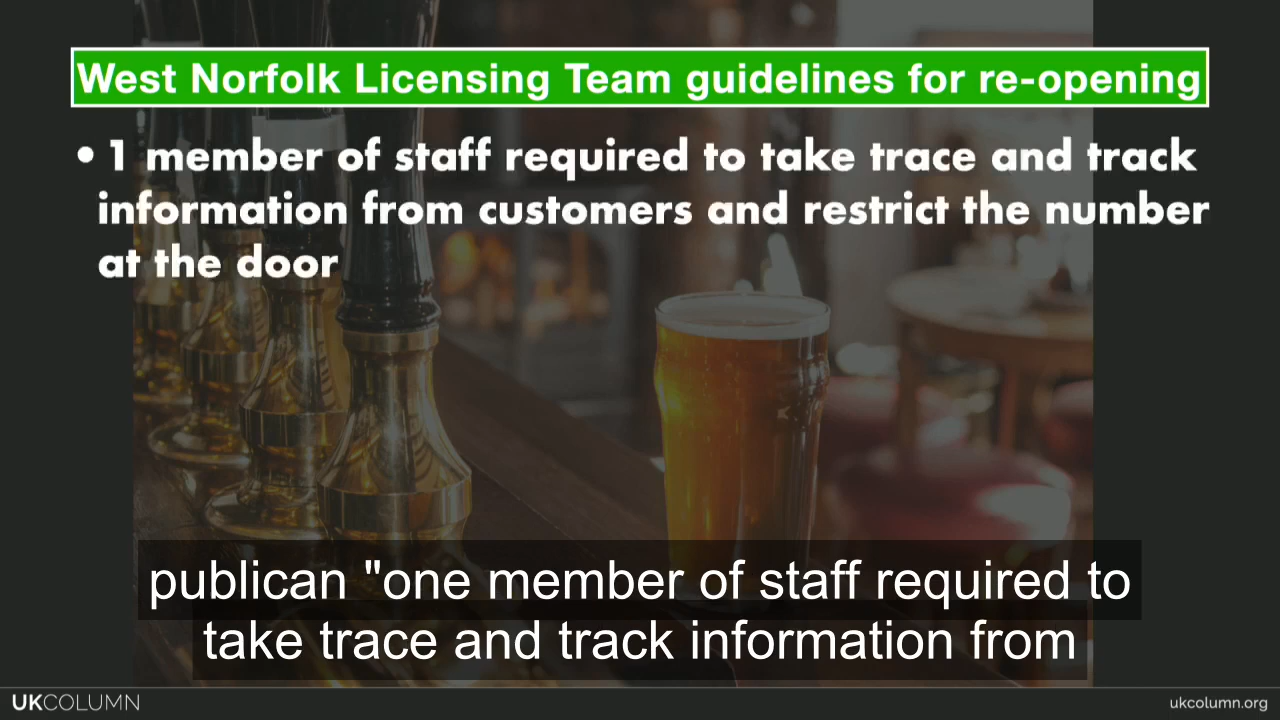 West Norfolk Licensing Team guidelines for re-opening
• 1 member of staff required to take trace and track
information from customers and restrict the number
at the door
publican "one member of staff required to
take trace and track information from
UKCOLUMN
ukcolumn.org